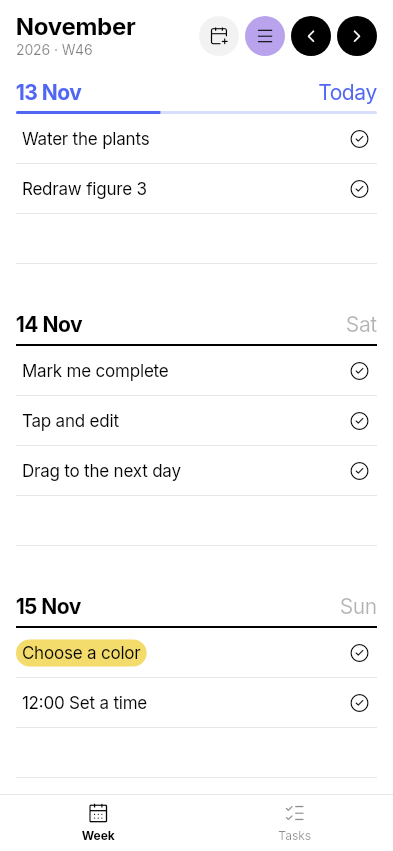 November
2026 · W46
13 Nov
Today
Water the plants
Redraw figure 3
14 Nov
Sat
Mark me complete
Tap and edit
Drag to the next day
15 Nov
Sun
Choose a color
12:00 Set a time
Week
Tasks